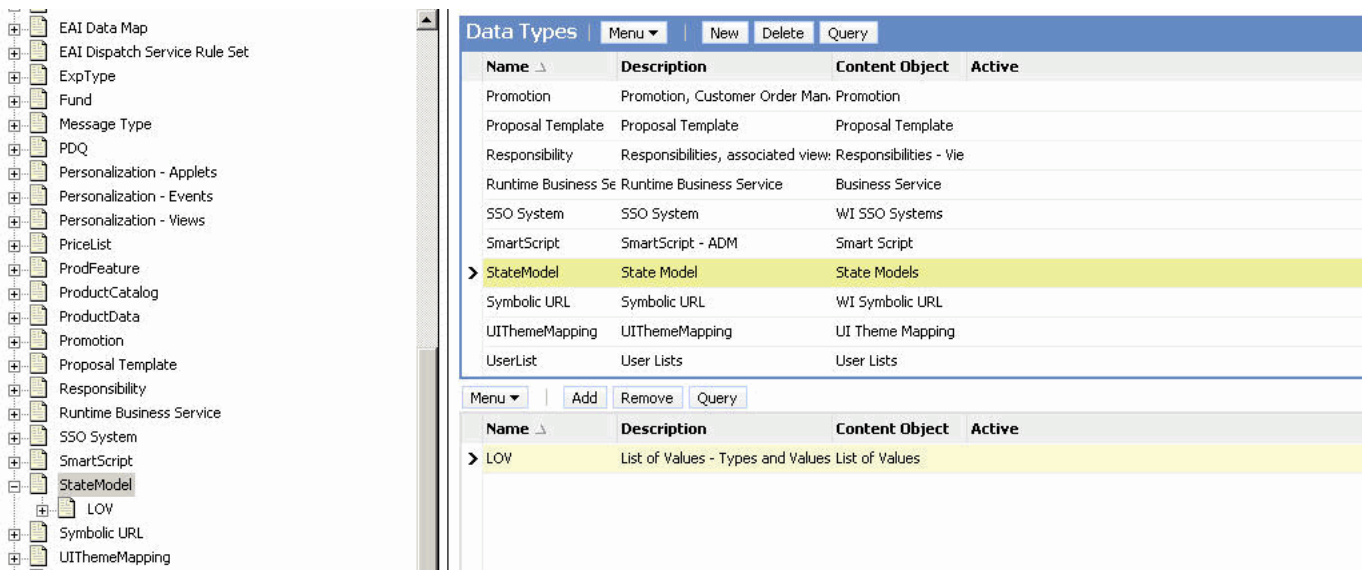 EAI Data Map
EAI Dispatch Service Rule Set
ExpType
Fund
Message Type
PDQ
Personalization - Applets
Personalization - Events
Personalization - Views
PriceList
ProdFeature
ProductCatalog
ProductData
Promotion
Proposal Template
Responsibility
Runtime Business Service
SSO System
SmartScript
StateModel
LOV
Symbolic URL
UIThemeMapping
Data Types Menu New Delete Query
Name Description Content Object Active
Promotion Promotion, Customer Order Man Promotion
Proposal Template Proposal Template Proposal Template
Responsibility Responsibilities, associated view Responsibilities - Vie
Runtime Business Se Runtime Business Service Business Service
SSO System SSO System WI SSO Systems
SmartScript SmartScript - ADM Smart Script
StateModel State Model State Models
Symbolic URL Symbolic URL WI Symbolic URL
UIThemeMapping UIThemeMapping UI Theme Mapping
UserList User Lists User Lists
Menu Add Remove Query
Name Description Content Object Active
LOV List of Values - Types and Values List of Values